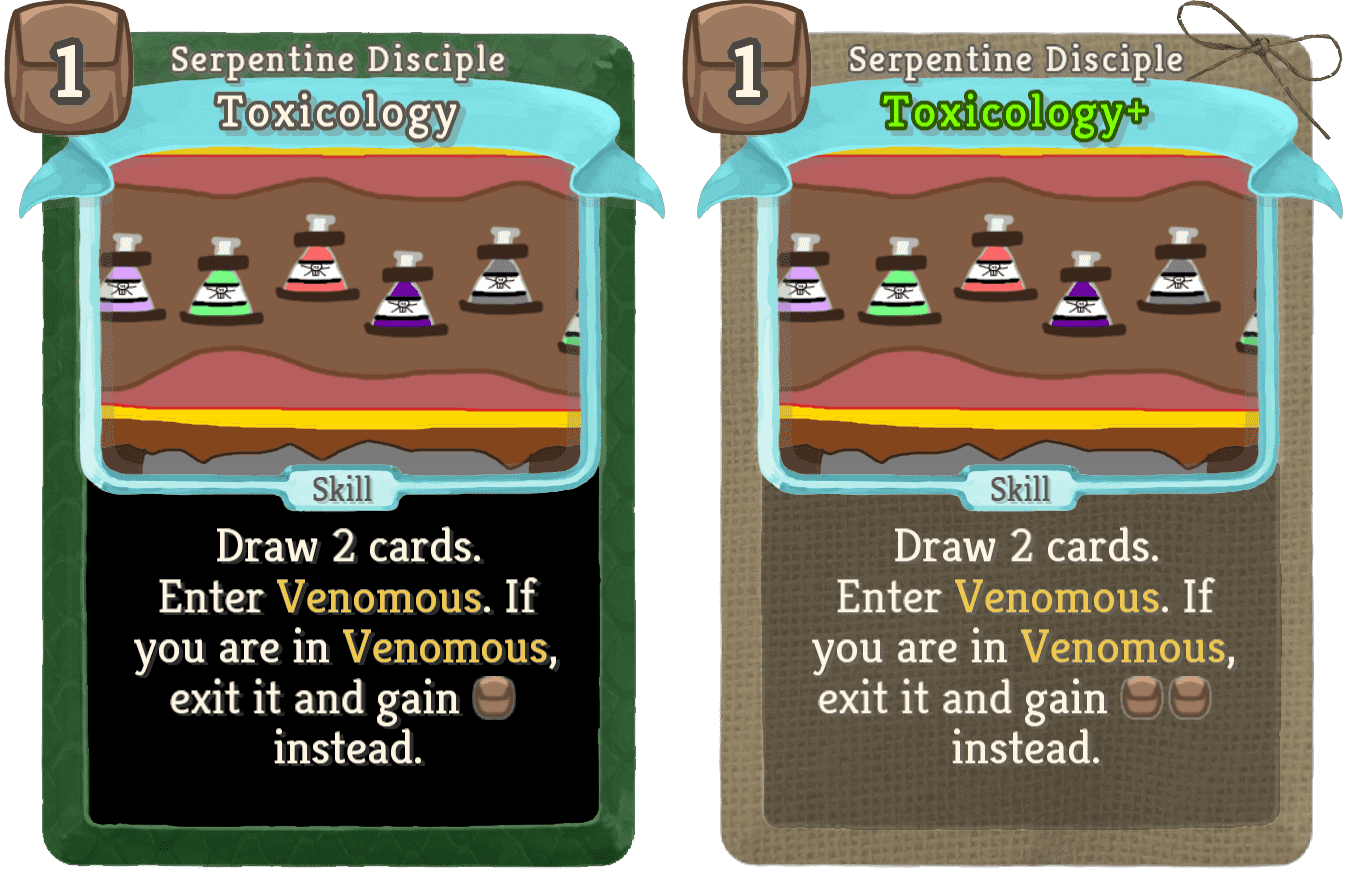 1
Serpentine Disciple
Toxicology
Skill
Draw 2 cards.
Enter Venomous. If
you are in Venomous,
exit it and gain
instead.
1
Serpentine Disciple
Toxicology+
Skill
Draw 2 cards.
Enter Venomous. If
you are in Venomous,
exit it and gain
instead.